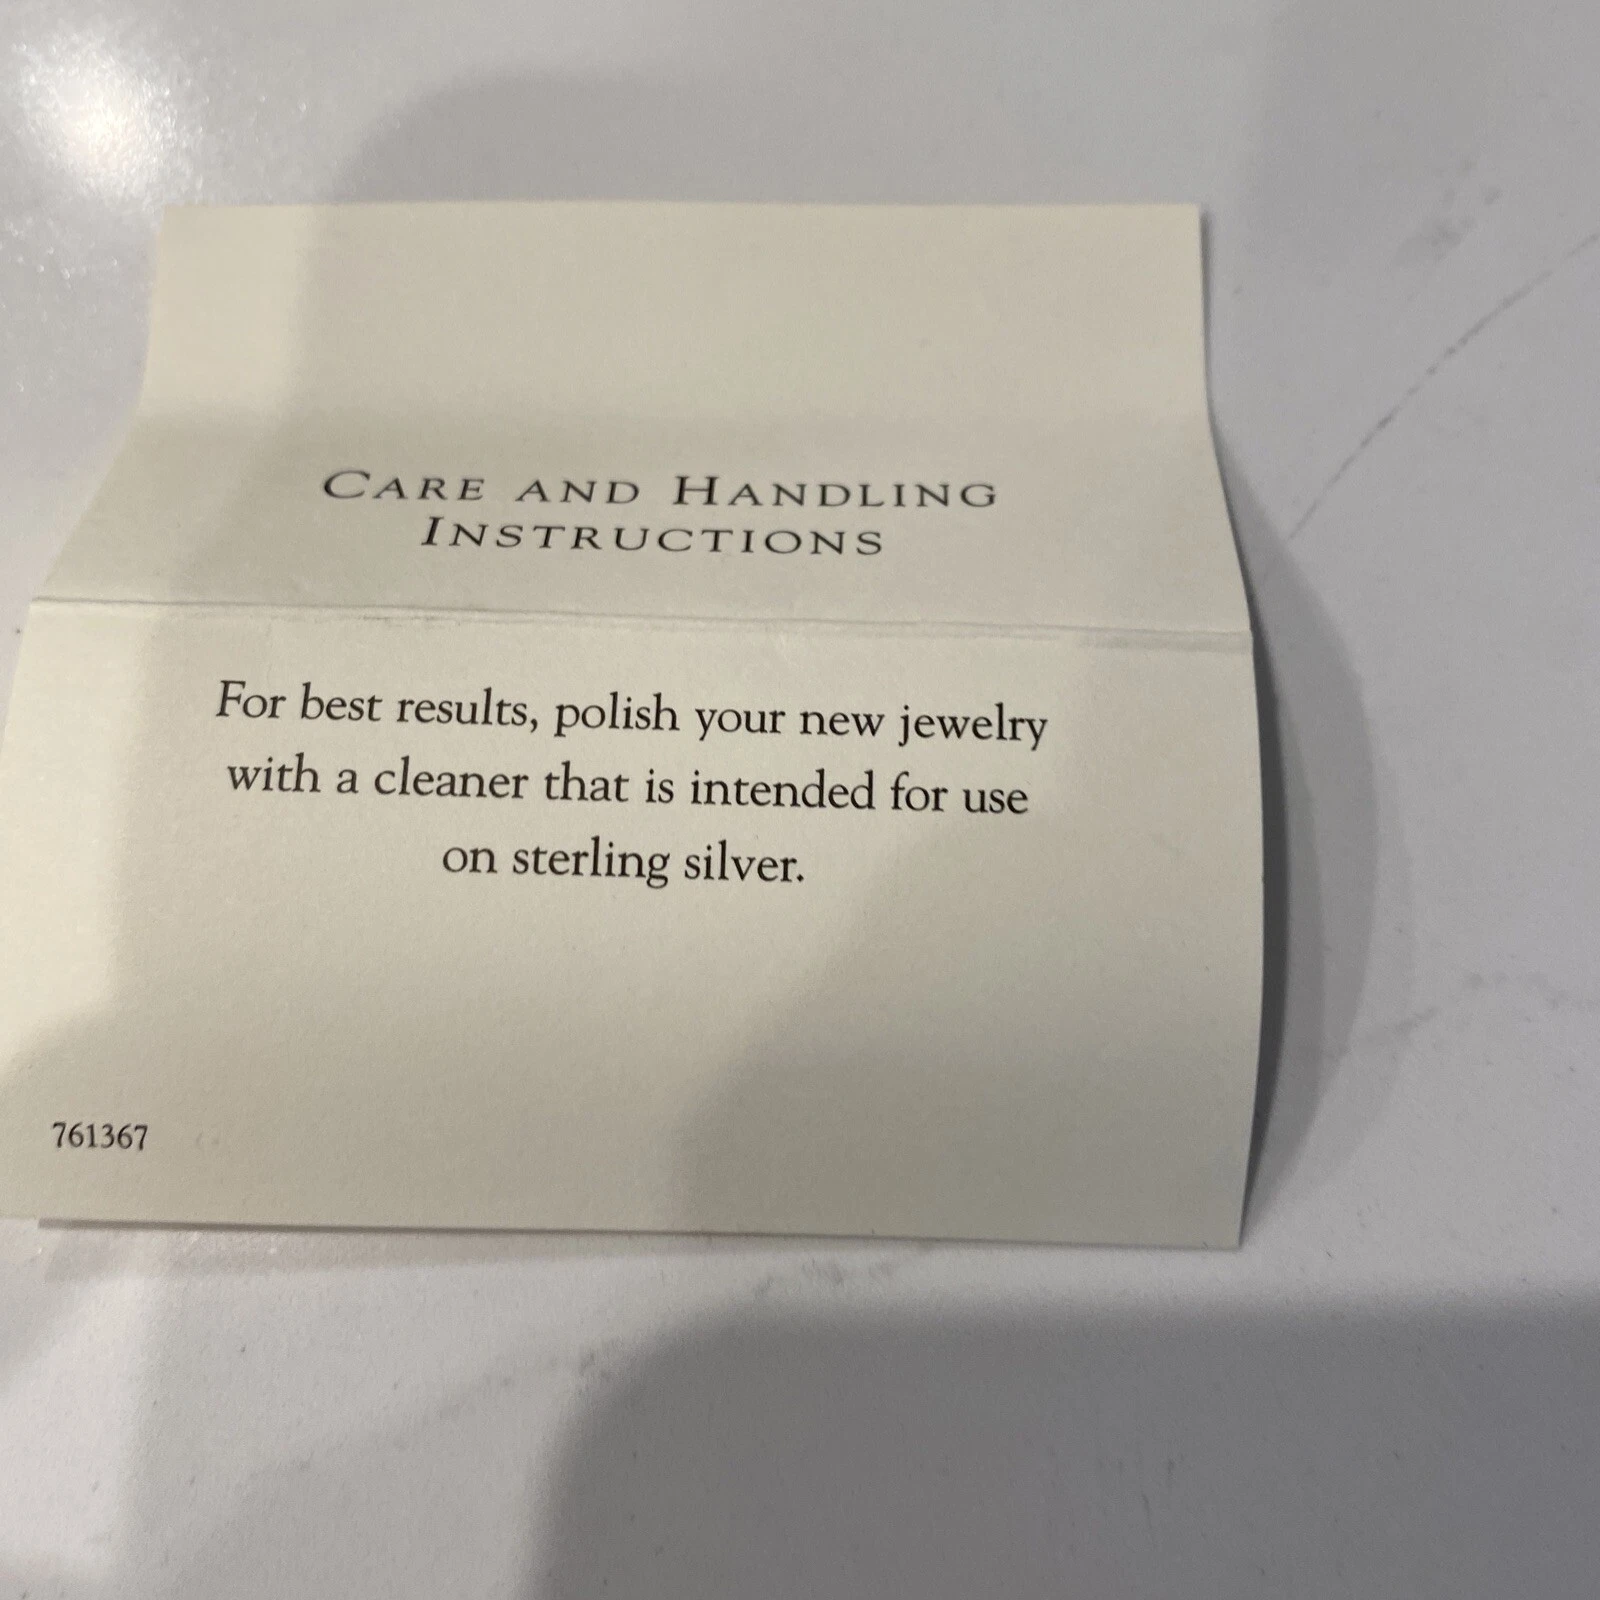 CARE AND HANDLING
INSTRUCTIONS
For best results, polish your new jewelry
with a cleaner that is intended for use
on sterling silver.
761367